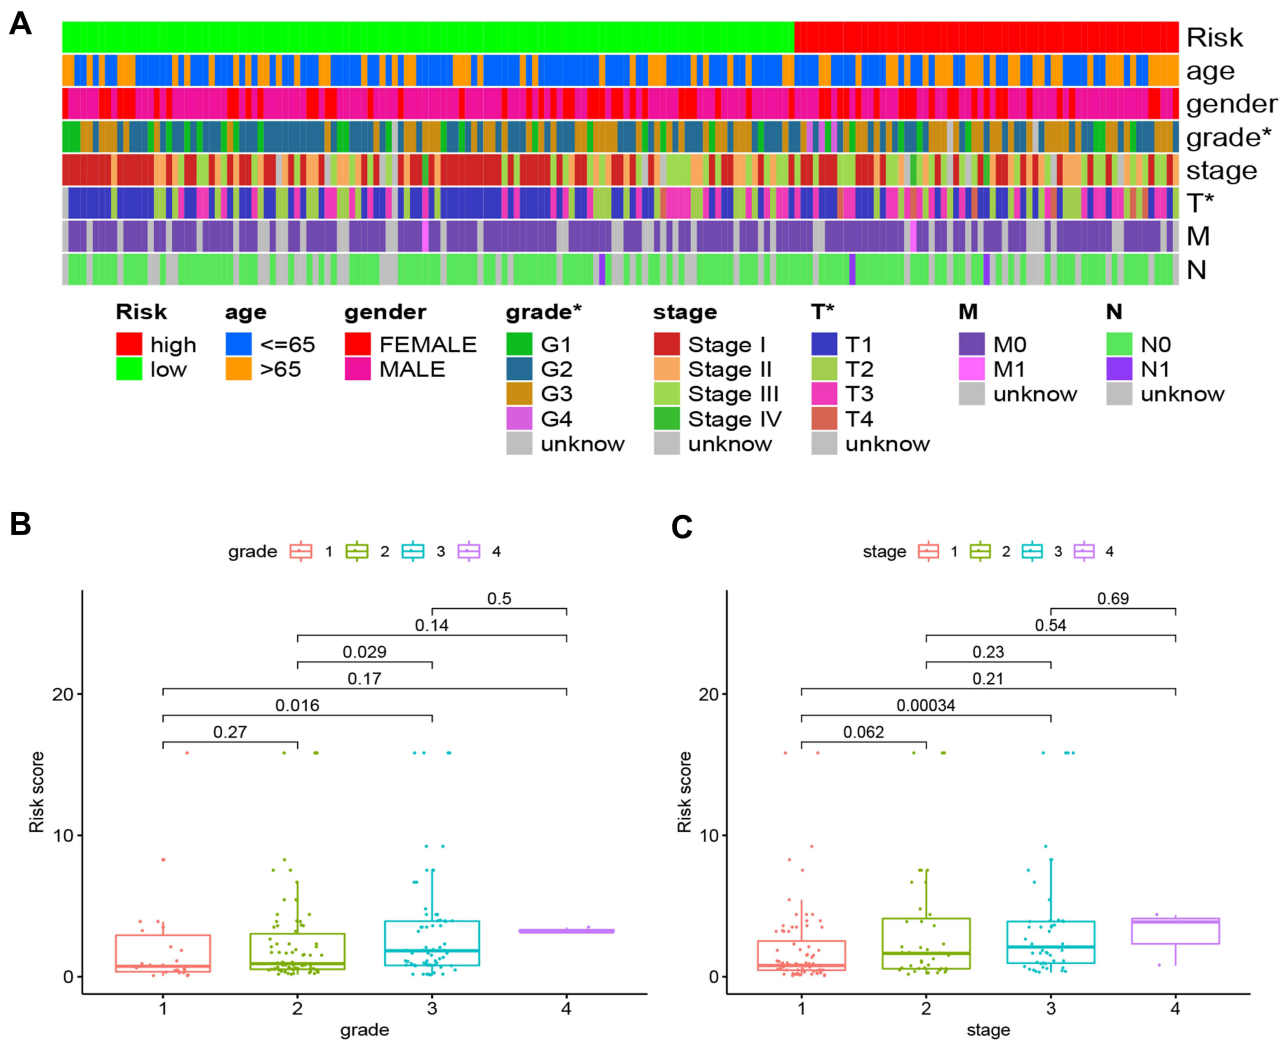 A
Risk
age
gender
grade*
stage
T*
M
N
Risk age gender grade* stage T* M N
high <=65 FEMALE G1 Stage I T1 M0 N0
low >65 MALE G2 Stage II T2 M1 N1
G3 Stage III T3 unknow unknow
G4 Stage IV T4
unknow unknow unknow
B
grade 1 2 3 4
0.5
0.14
0.029
0.17
0.016
0.27
20
10
0
Risk score
1 2 3 4
grade
C
stage 1 2 3 4
0.69
0.54
0.23
0.21
0.00034
0.062
20
10
0
Risk score
1 2 3 4
stage